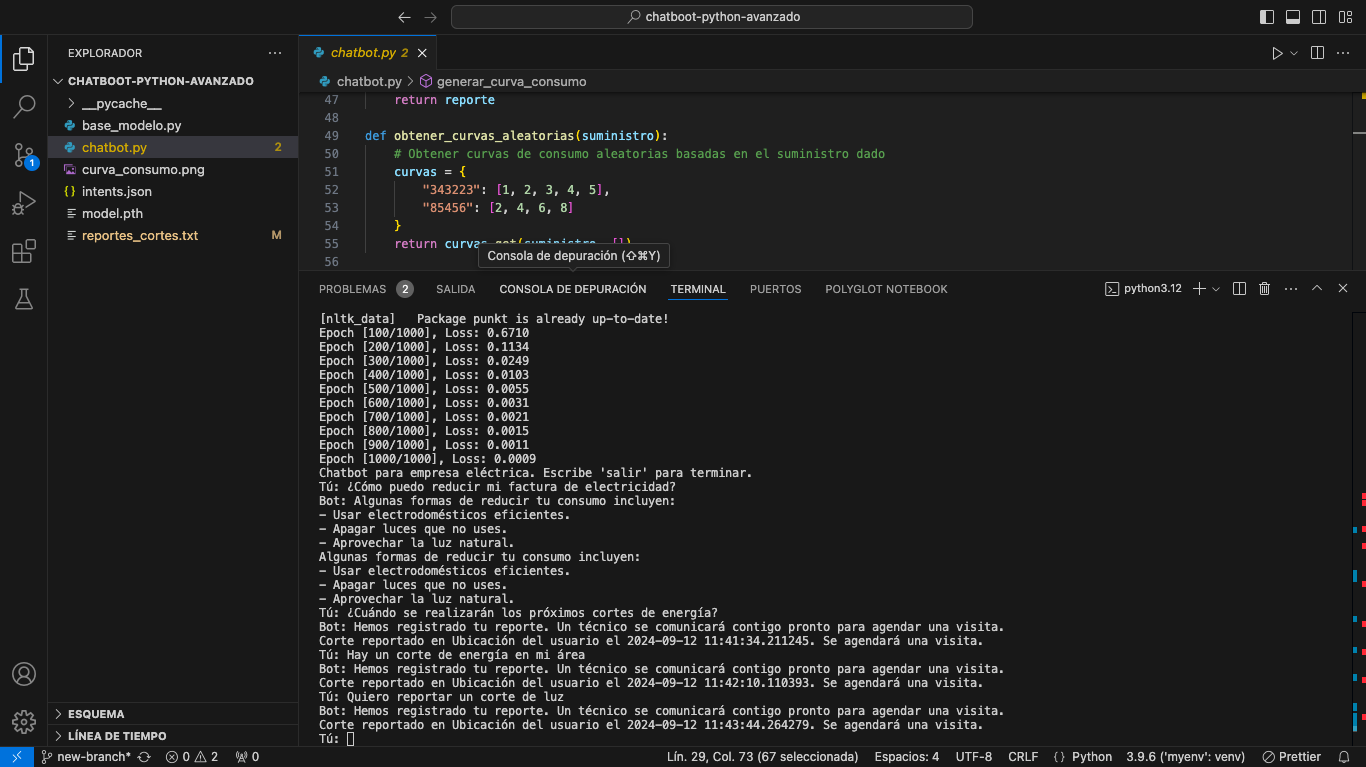 chatboot-python-avanzado
EXPLORADOR
CHATBOOT-PYTHON-AVANZADO
__pycache__
base_modelo.py
chatbot.py 2
curva_consumo.png
{} intents.json
model.pth
reportes_cortes.txt M
ESQUEMA
LÍNEA DE TIEMPO
1
chatbot.py 2
chatbot.py > generar_curva_consumo
47 return reporte
48
49 def obtener_curvas_aleatorias(suministro):
50 # Obtener curvas de consumo aleatorias basadas en el suministro dado
51 curvas = {
52 "343223": [1, 2, 3, 4, 5],
53 "85456": [2, 4, 6, 8]
54 }
55 return curvas.get(suministro, [])
56
Consola de depuración (⇧⌘Y)
PROBLEMAS 2 SALIDA CONSOLA DE DEPURACIÓN TERMINAL PUERTOS POLYGLOT NOTEBOOK python3.12
[nltk_data]   Package punkt is already up-to-date!
Epoch [100/1000], Loss: 0.6710
Epoch [200/1000], Loss: 0.1134
Epoch [300/1000], Loss: 0.0249
Epoch [400/1000], Loss: 0.0103
Epoch [500/1000], Loss: 0.0055
Epoch [600/1000], Loss: 0.0031
Epoch [700/1000], Loss: 0.0021
Epoch [800/1000], Loss: 0.0015
Epoch [900/1000], Loss: 0.0011
Epoch [1000/1000], Loss: 0.0009
Chatbot para empresa eléctrica. Escribe 'salir' para terminar.
Tú: ¿Cómo puedo reducir mi factura de electricidad?
Bot: Algunas formas de reducir tu consumo incluyen:
- Usar electrodomésticos eficientes.
- Apagar luces que no uses.
- Aprovechar la luz natural.
Algunas formas de reducir tu consumo incluyen:
- Usar electrodomésticos eficientes.
- Apagar luces que no uses.
- Aprovechar la luz natural.
Tú: ¿Cuándo se realizarán los próximos cortes de energía?
Bot: Hemos registrado tu reporte. Un técnico se comunicará contigo pronto para agendar una visita.
Corte reportado en Ubicación del usuario el 2024-09-12 11:41:34.211245. Se agendará una visita.
Tú: Hay un corte de energía en mi área
Bot: Hemos registrado tu reporte. Un técnico se comunicará contigo pronto para agendar una visita.
Corte reportado en Ubicación del usuario el 2024-09-12 11:42:10.110393. Se agendará una visita.
Tú: Quiero reportar un corte de luz
Bot: Hemos registrado tu reporte. Un técnico se comunicará contigo pronto para agendar una visita.
Corte reportado en Ubicación del usuario el 2024-09-12 11:43:44.264279. Se agendará una visita.
Tú:
new-branch* 0 2 0 Lín. 29, Col. 73 (67 seleccionada) Espacios: 4 UTF-8 CRLF {} Python 3.9.6 ('myenv': venv) Prettier